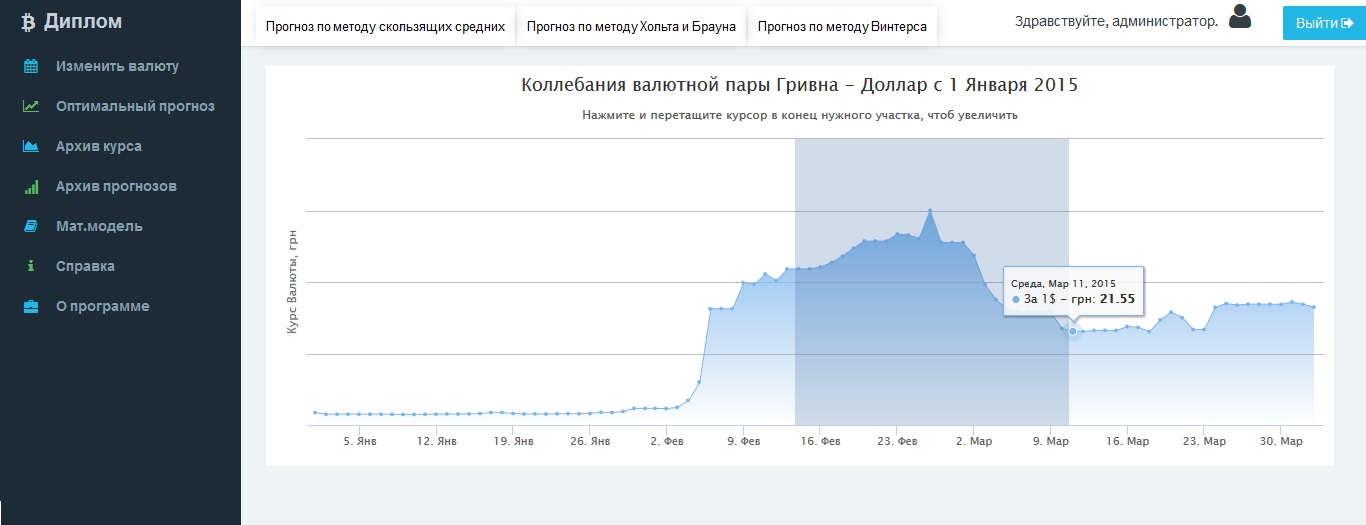 Диплом
Изменить валюту
Оптимальный прогноз
Архив курса
Архив прогнозов
Мат.модель
Справка
О программе
Прогноз по методу скользящих средних
Прогноз по методу Хольта и Брауна
Прогноз по методу Винтерса
Здравствуйте, администратор.
Выйти
Коллебания валютной пары Гривна - Доллар с 1 Января 2015
Нажмите и перетащите курсор в конец нужного участка, чтоб увеличить
Курс Валюты, грн
Среда, Мар 11, 2015
За 1$ - грн: 21.55
5. Янв
12. Янв
19. Янв
26. Янв
2. Фев
9. Фев
16. Фев
23. Фев
2. Мар
9. Мар
16. Мар
23. Мар
30. Мар